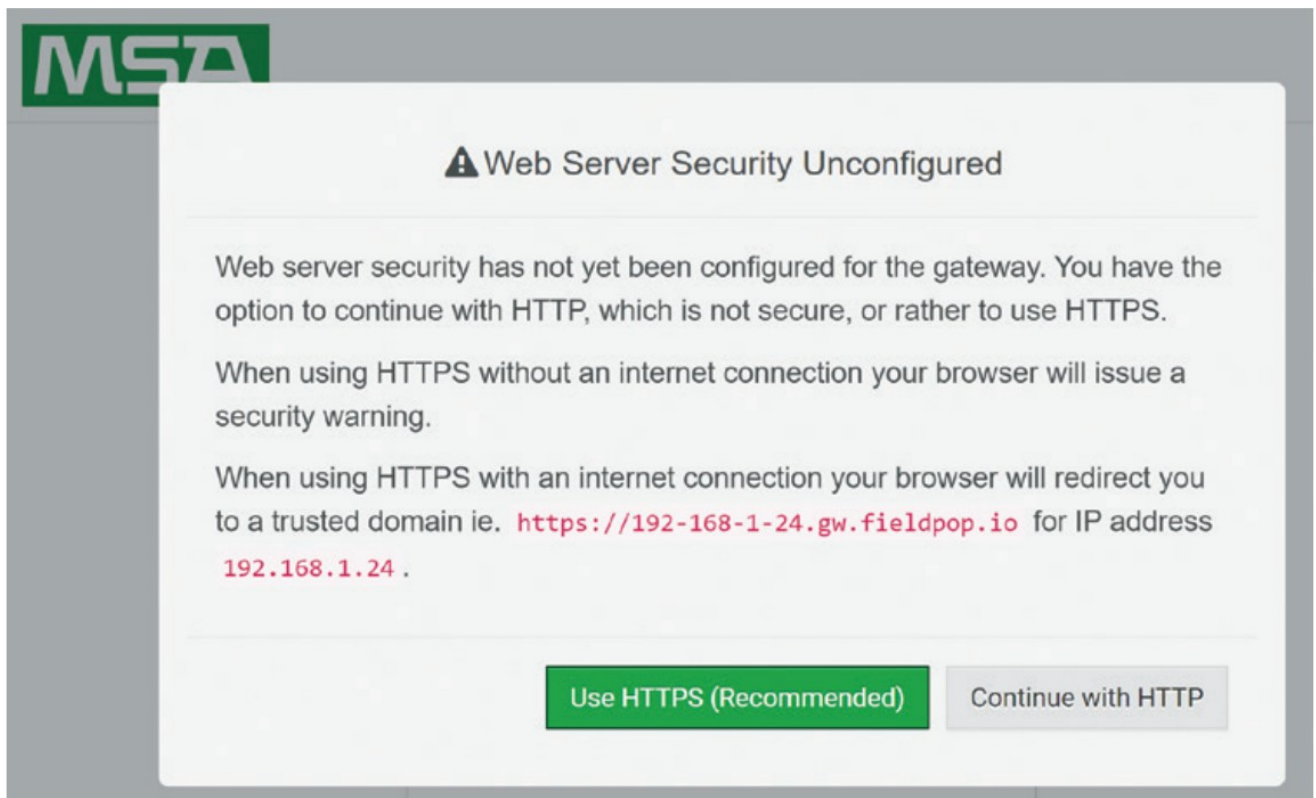 MSA
Web Server Security Unconfigured
Web server security has not yet been configured for the gateway. You have the
option to continue with HTTP, which is not secure, or rather to use HTTPS.
When using HTTPS without an internet connection your browser will issue a
security warning.
When using HTTPS with an internet connection your browser will redirect you
to a trusted domain ie. https://192-168-1-24.gw.fieldpop.io for IP address
192.168.1.24 .
Use HTTPS (Recommended) Continue with HTTP